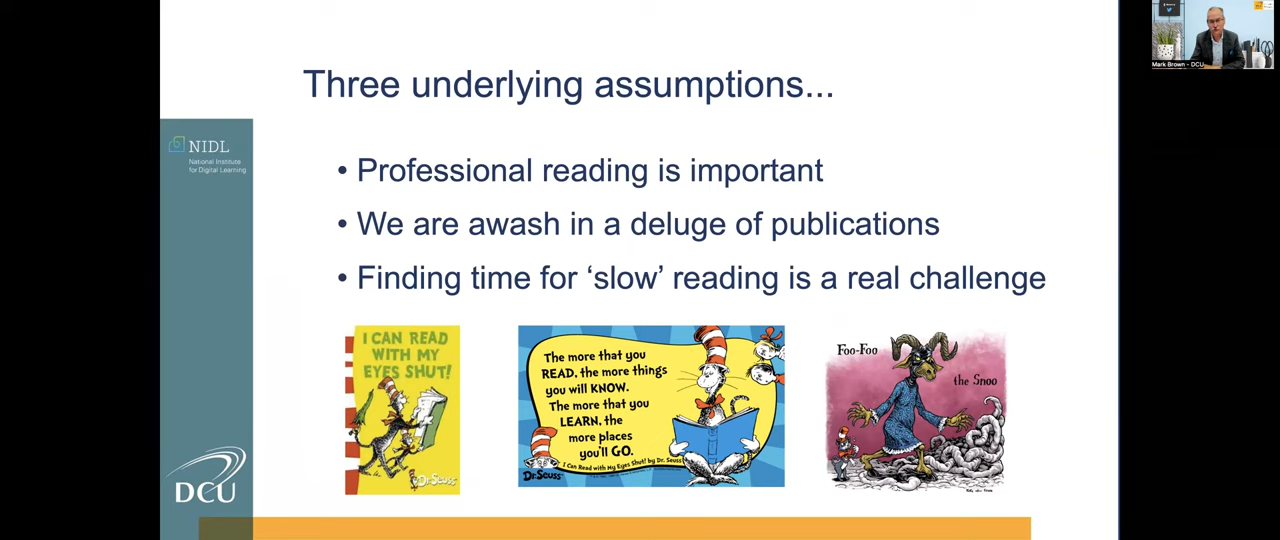 Three underlying assumptions...
NIDL
National Institute
for Digital Learning
• Professional reading is important
• We are awash in a deluge of publications
• Finding time for ‘slow’ reading is a real challenge
I CAN READ
WITH MY
EYES SHUT!
Dr. Seuss
The more that you
READ, the more things
you will KNOW.
The more that you
LEARN, the
more places
you'll GO.
I Can Read with My Eyes Shut! by Dr. Seuss
Dr. Seuss
Foo-Foo
the Snoo
DCU
Mark Brown - DCU